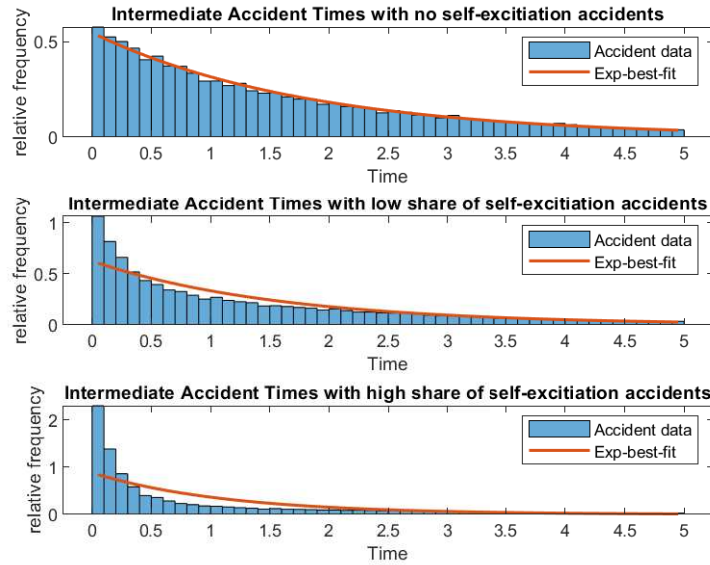 Intermediate Accident Times with no self-excitiation accidents
relative frequency
0.5
0
Accident data
Exp-best-fit
0 0.5 1 1.5 2 2.5 3 3.5 4 4.5 5
Time
Intermediate Accident Times with low share of self-excitiation accidents
relative frequency
1
0.5
0
Accident data
Exp-best-fit
0 0.5 1 1.5 2 2.5 3 3.5 4 4.5 5
Time
Intermediate Accident Times with high share of self-excitiation accidents
relative frequency
2
1
0
Accident data
Exp-best-fit
0 0.5 1 1.5 2 2.5 3 3.5 4 4.5 5
Time